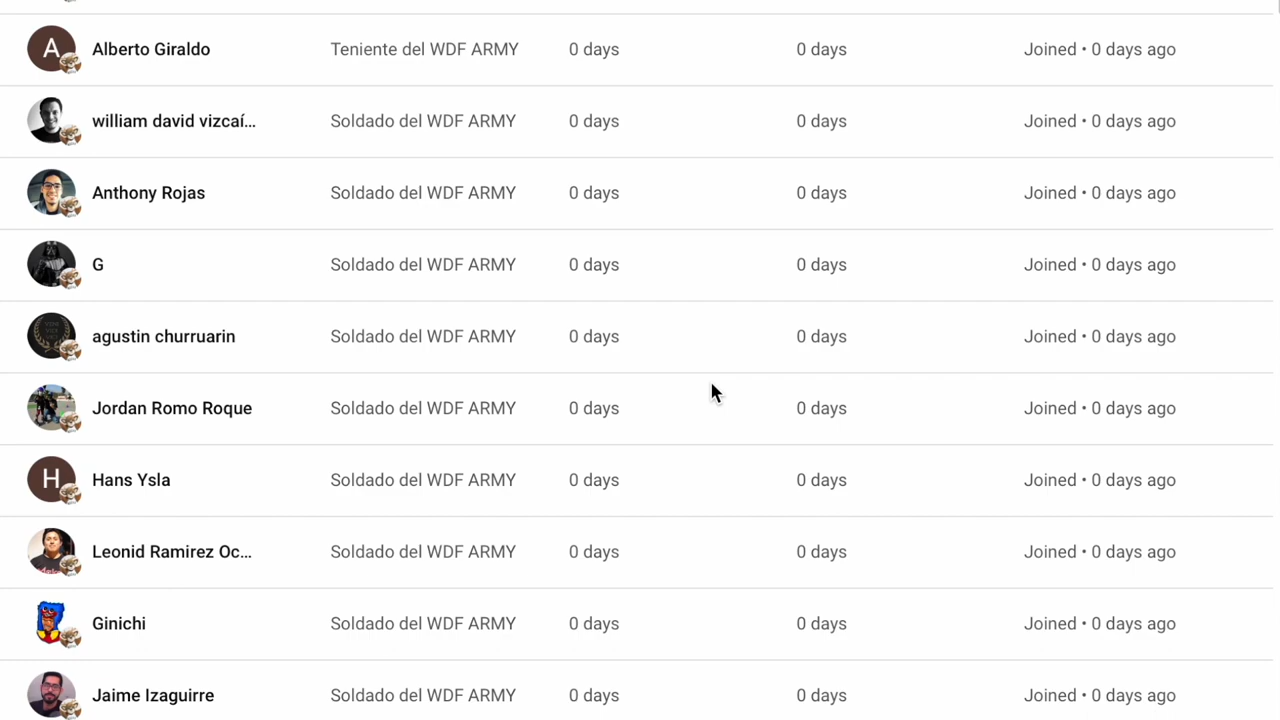 A Alberto Giraldo Teniente del WDF ARMY 0 days 0 days Joined • 0 days ago
william david vizcaí... Soldado del WDF ARMY 0 days 0 days Joined • 0 days ago
Anthony Rojas Soldado del WDF ARMY 0 days 0 days Joined • 0 days ago
G Soldado del WDF ARMY 0 days 0 days Joined • 0 days ago
agustin churruarin Soldado del WDF ARMY 0 days 0 days Joined • 0 days ago
Jordan Romo Roque Soldado del WDF ARMY 0 days 0 days Joined • 0 days ago
H Hans Ysla Soldado del WDF ARMY 0 days 0 days Joined • 0 days ago
Leonid Ramirez Oc... Soldado del WDF ARMY 0 days 0 days Joined • 0 days ago
Ginichi Soldado del WDF ARMY 0 days 0 days Joined • 0 days ago
Jaime Izaguirre Soldado del WDF ARMY 0 days 0 days Joined • 0 days ago